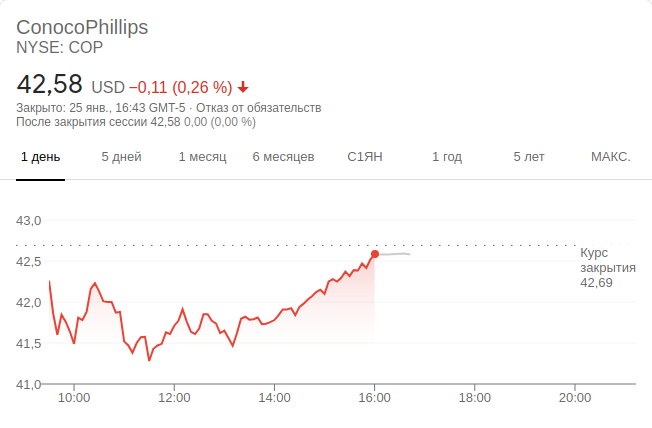 ConocoPhillips
NYSE: COP
42,58 USD −0,11 (0,26 %)
Закрыто: 25 янв., 16:43 GMT-5 · Отказ от обязательств
После закрытия сессии 42,58 0,00 (0,00 %)
1 день 5 дней 1 месяц 6 месяцев С1ЯН 1 год 5 лет МАКС.
43,0
42,5
42,0
41,5
41,0
Курс
закрытия
42,69
10:00 12:00 14:00 16:00 18:00 20:00